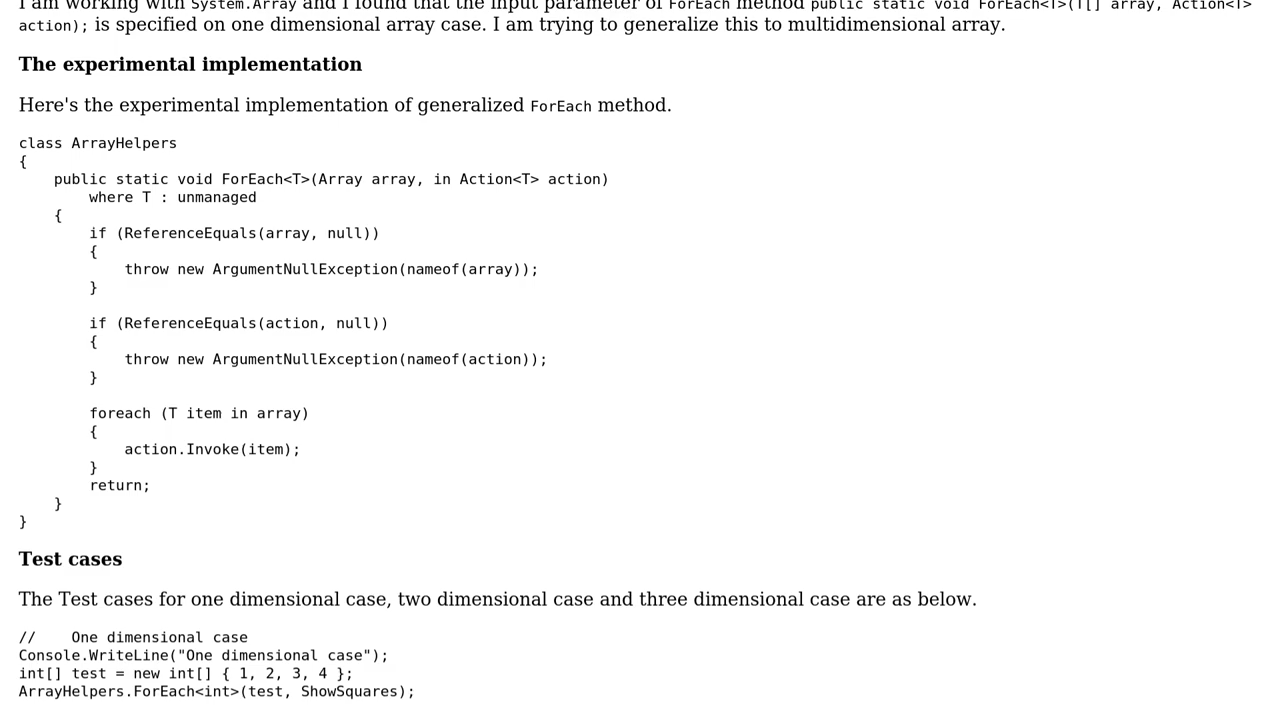 I am working with System.Array and I found that the input parameter of ForEach method public static void ForEach<T>(T[] array, Action<T>
action); is specified on one dimensional array case. I am trying to generalize this to multidimensional array.
The experimental implementation
Here's the experimental implementation of generalized ForEach method.
class ArrayHelpers
{
    public static void ForEach<T>(Array array, in Action<T> action)
        where T : unmanaged
    {
        if (ReferenceEquals(array, null))
        {
            throw new ArgumentNullException(nameof(array));
        }
        if (ReferenceEquals(action, null))
        {
            throw new ArgumentNullException(nameof(action));
        }
        foreach (T item in array)
        {
            action.Invoke(item);
        }
        return;
    }
}
Test cases
The Test cases for one dimensional case, two dimensional case and three dimensional case are as below.
//    One dimensional case
Console.WriteLine("One dimensional case");
int[] test = new int[] { 1, 2, 3, 4 };
ArrayHelpers.ForEach<int>(test, ShowSquares);